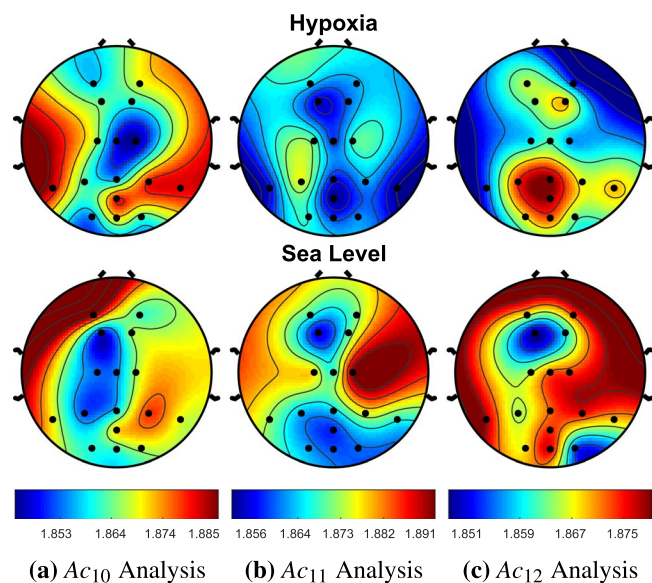 Hypoxia
Sea Level
1.853 1.864 1.874 1.885 1.856 1.864 1.873 1.882 1.891 1.851 1.859 1.867 1.875
(a) Ac10 Analysis (b) Ac11 Analysis (c) Ac12 Analysis